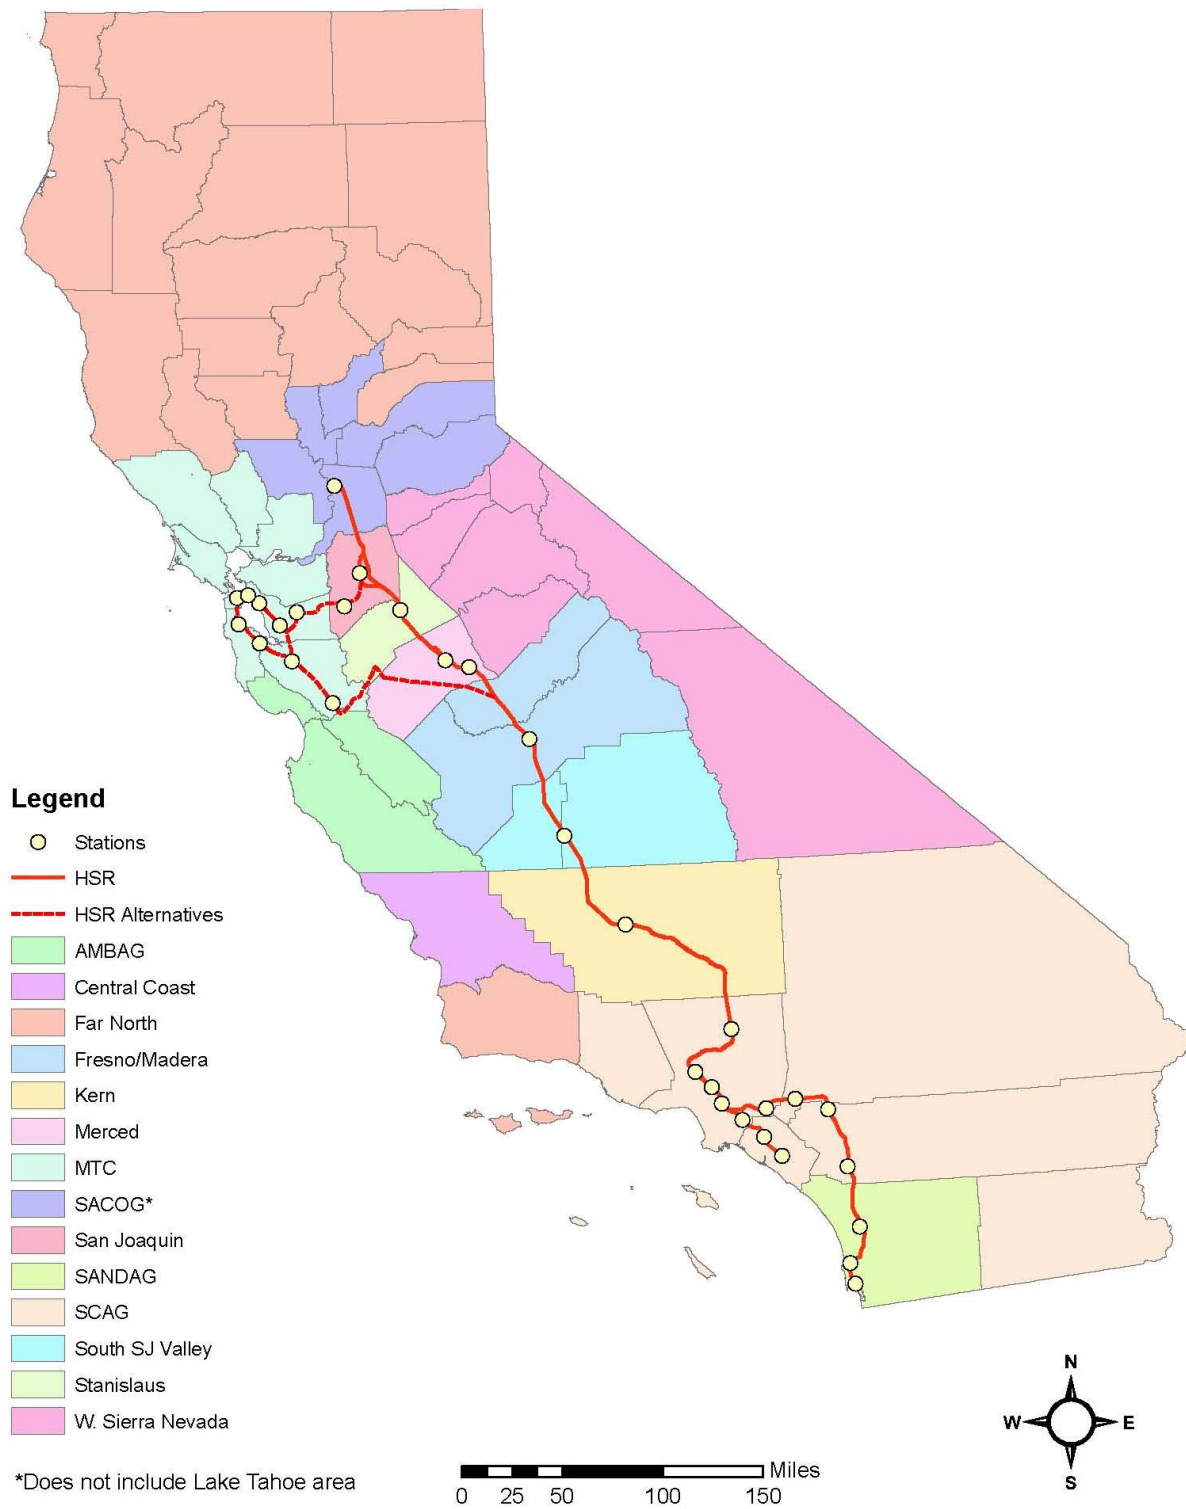 Legend
Stations
HSR
HSR Alternatives
AMBAG
Central Coast
Far North
Fresno/Madera
Kern
Merced
MTC
SACOG*
San Joaquin
SANDAG
SCAG
South SJ Valley
Stanislaus
W. Sierra Nevada
*Does not include Lake Tahoe area
Miles
0 25 50 100 150
N
W E
S